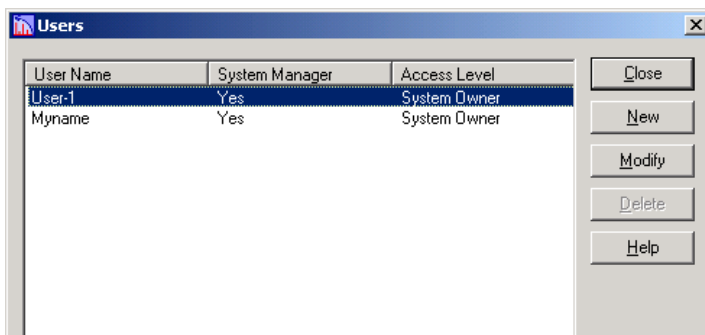 Users
User Name System Manager Access Level
User-1 Yes System Owner
Myname Yes System Owner
Close
New
Modify
Delete
Help